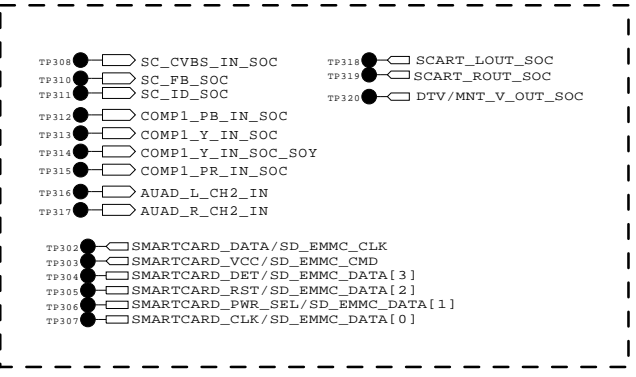 TP308 SC_CVBS_IN_SOC
TP310 SC_FB_SOC
TP311 SC_ID_SOC
TP312 COMP1_PB_IN_SOC
TP313 COMP1_Y_IN_SOC
TP314 COMP1_Y_IN_SOC_SOY
TP315 COMP1_PR_IN_SOC
TP316 AUAD_L_CH2_IN
TP317 AUAD_R_CH2_IN
TP318 SCART_LOUT_SOC
TP319 SCART_ROUT_SOC
TP320 DTV/MNT_V_OUT_SOC
TP302 SMARTCARD_DATA/SD_EMMC_CLK
TP303 SMARTCARD_VCC/SD_EMMC_CMD
TP304 SMARTCARD_DET/SD_EMMC_DATA[3]
TP305 SMARTCARD_RST/SD_EMMC_DATA[2]
TP306 SMARTCARD_PWR_SEL/SD_EMMC_DATA[1]
TP307 SMARTCARD_CLK/SD_EMMC_DATA[0]